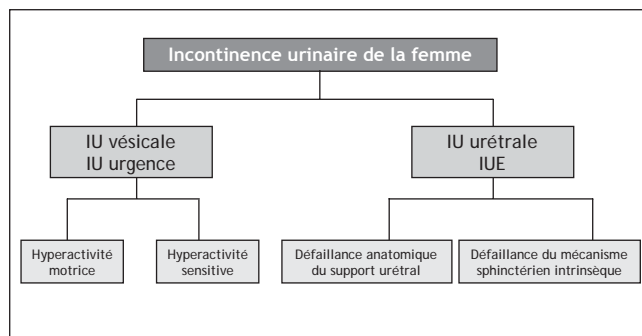 Incontinence urinaire de la femme
IU vésicale
IU urgence
IU urétrale
IUE
Hyperactivité
motrice
Hyperactivité
sensitive
Défaillance anatomique
du support urétral
Défaillance du mécanisme
sphinctérien intrinsèque